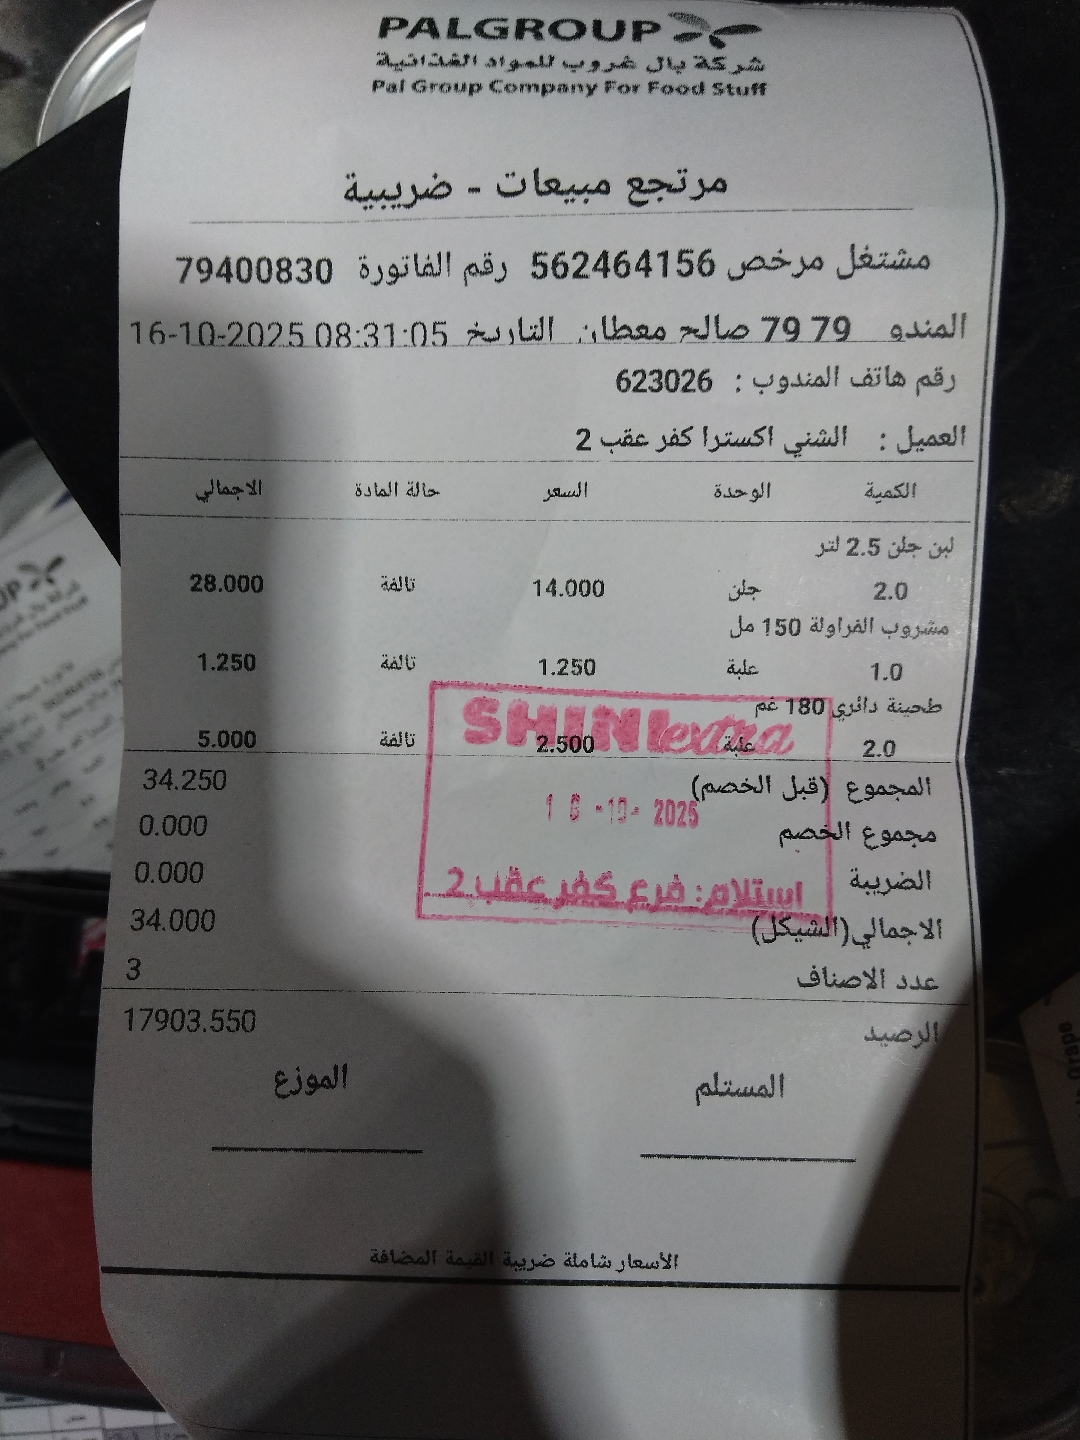 PALGROUP
شركة بال غروب للمواد الغذائية
Pal Group Company For Food Stuff
مرتجع مبيعات - ضريبية
مشتغل مرخص 562464156 رقم الفاتورة 79400830
المندو 79 79 صالح معطان التاريخ 16-10-2025 08:31:05
رقم هاتف المندوب : 623026
العميل : الشني اكسترا كفر عقب 2
الكمية الوحدة السعر حالة المادة الاجمالي
لبن جلن 2.5 لتر
2.0 جلن 14.000 تالفة 28.000
مشروب الفراولة 150 مل
1.0 علبة 1.250 تالفة 1.250
طحينة دائري 180 غم
2.0 علبة 2.500 تالفة 5.000
SHINI extra
المجموع (قبل الخصم) 34.250
-10- 2025
مجموع الخصم 0.000
الضريبة 0.000
استلام: فرع كفر عقب 2
الاجمالي(الشيكل) 34.000
عدد الاصناف 3
الرصيد 17903.550
المستلم الموزع
الأسعار شاملة ضريبة القيمة المضافة